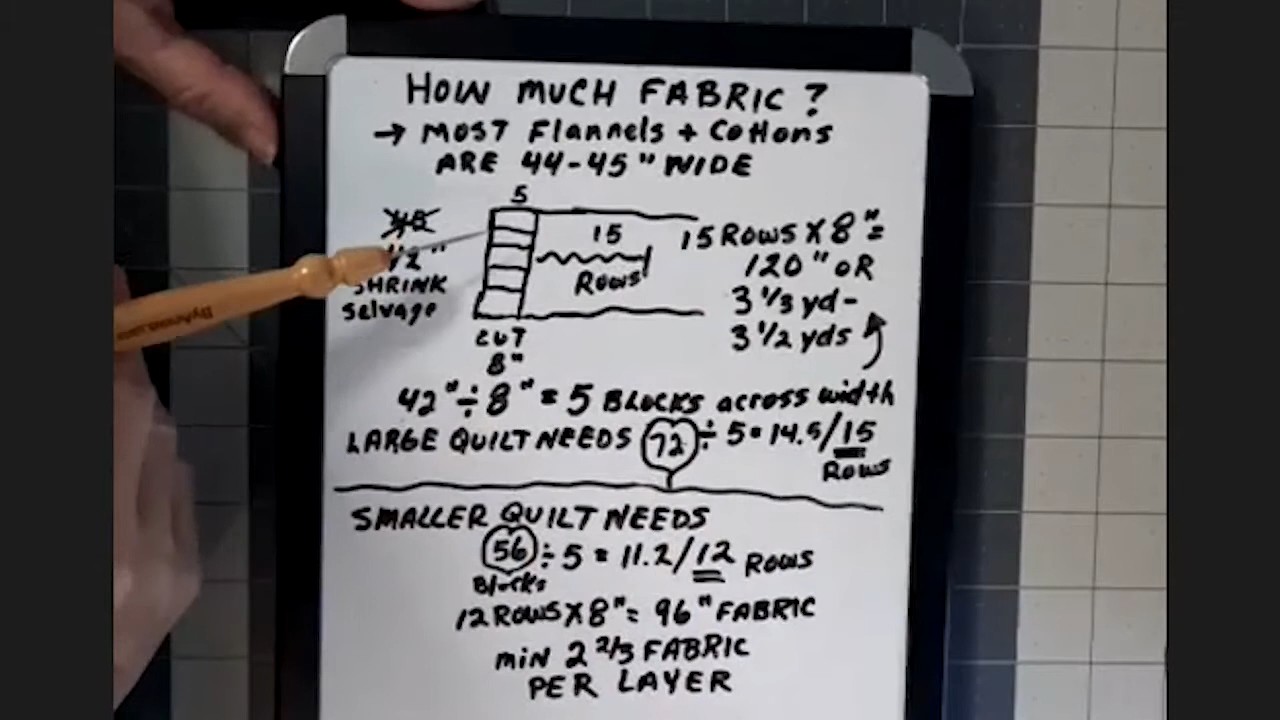 HOW MUCH FABRIC?
→ MOST Flannels + Cottons
ARE 44-45" WIDE
5
15
ROWS
SHRINK
Selvage
CUT
8"
15 ROWS X 8" =
120" OR
3 1/3 yd-
3 1/2 yds
42" ÷ 8" = 5 BLOCKS across width
LARGE QUILT NEEDS 72 ÷ 5 = 14.5/15
ROWS
SMALLER QUILT NEEDS
56 ÷ 5 = 11.2/12 ROWS
Blocks
12 ROWS X 8" = 96" FABRIC
min 2 2/3 FABRIC
PER LAYER